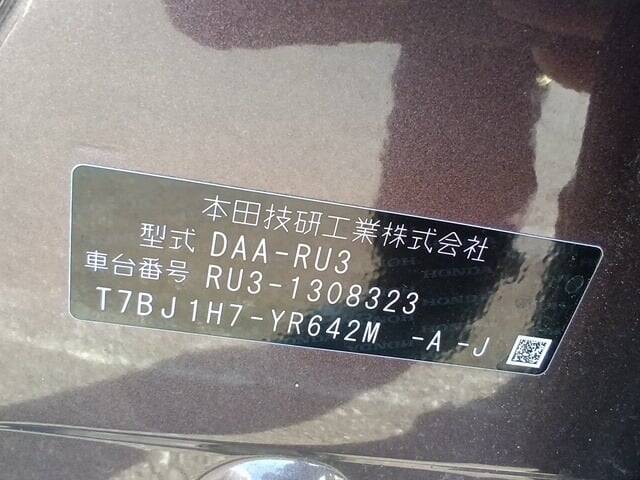 本田技研工業株式会社
型式 DAA-RU3
車台番号 RU3-1308323
T7BJ1H7-YR642M -A -J